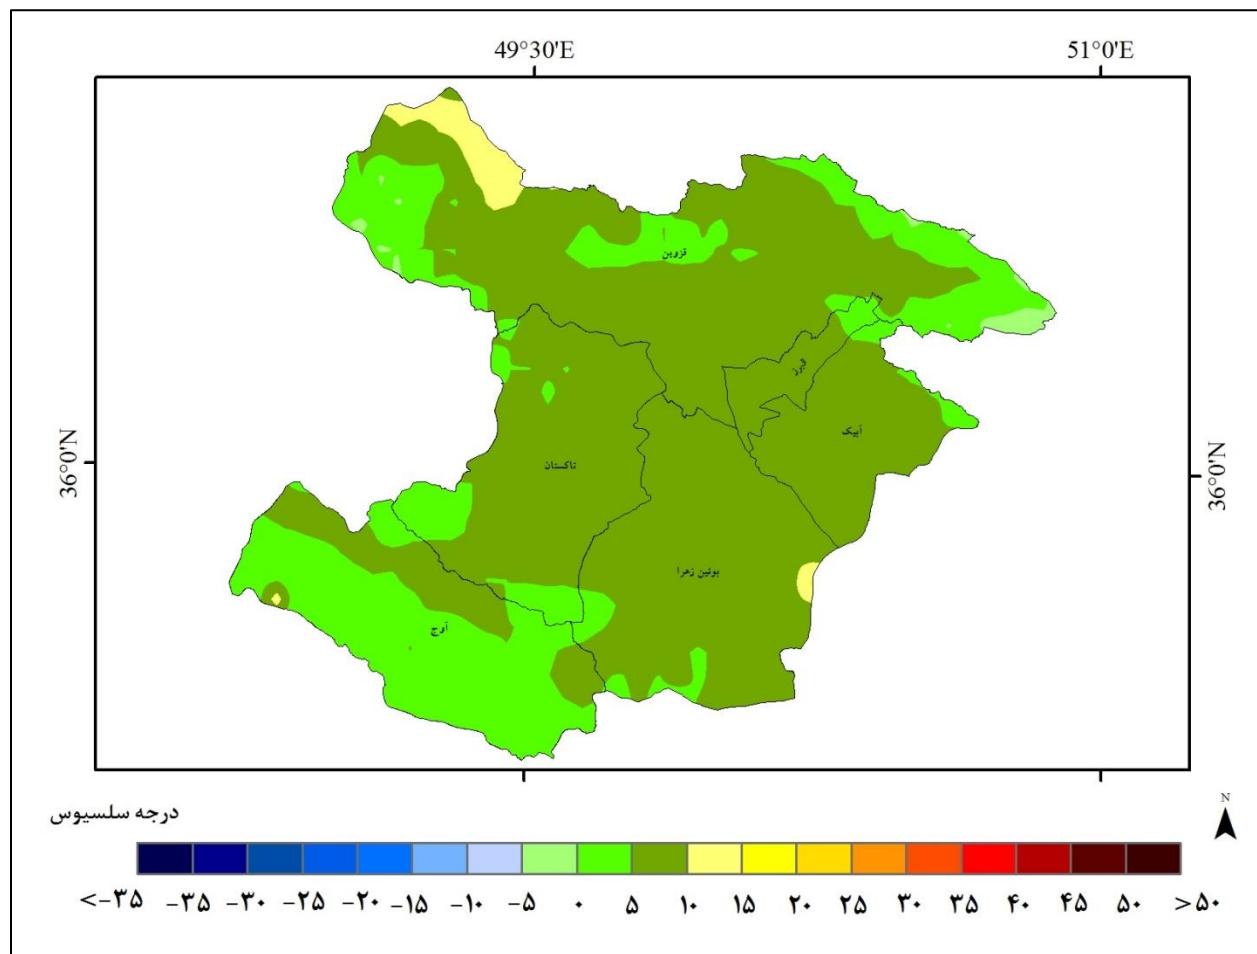 49°30'E
51°0'E
36°0'N
36°0'N
قزوین
البرز
آبیک
تاکستان
بوئین زهرا
آوج
درجه سلسیوس
N
<-۳۵ -۳۵ -۳۰ -۲۵ -۲۰ -۱۵ -۱۰ -۵ ۰ ۵ ۱۰ ۱۵ ۲۰ ۲۵ ۳۰ ۳۵ ۴۰ ۴۵ ۵۰ >۵۰